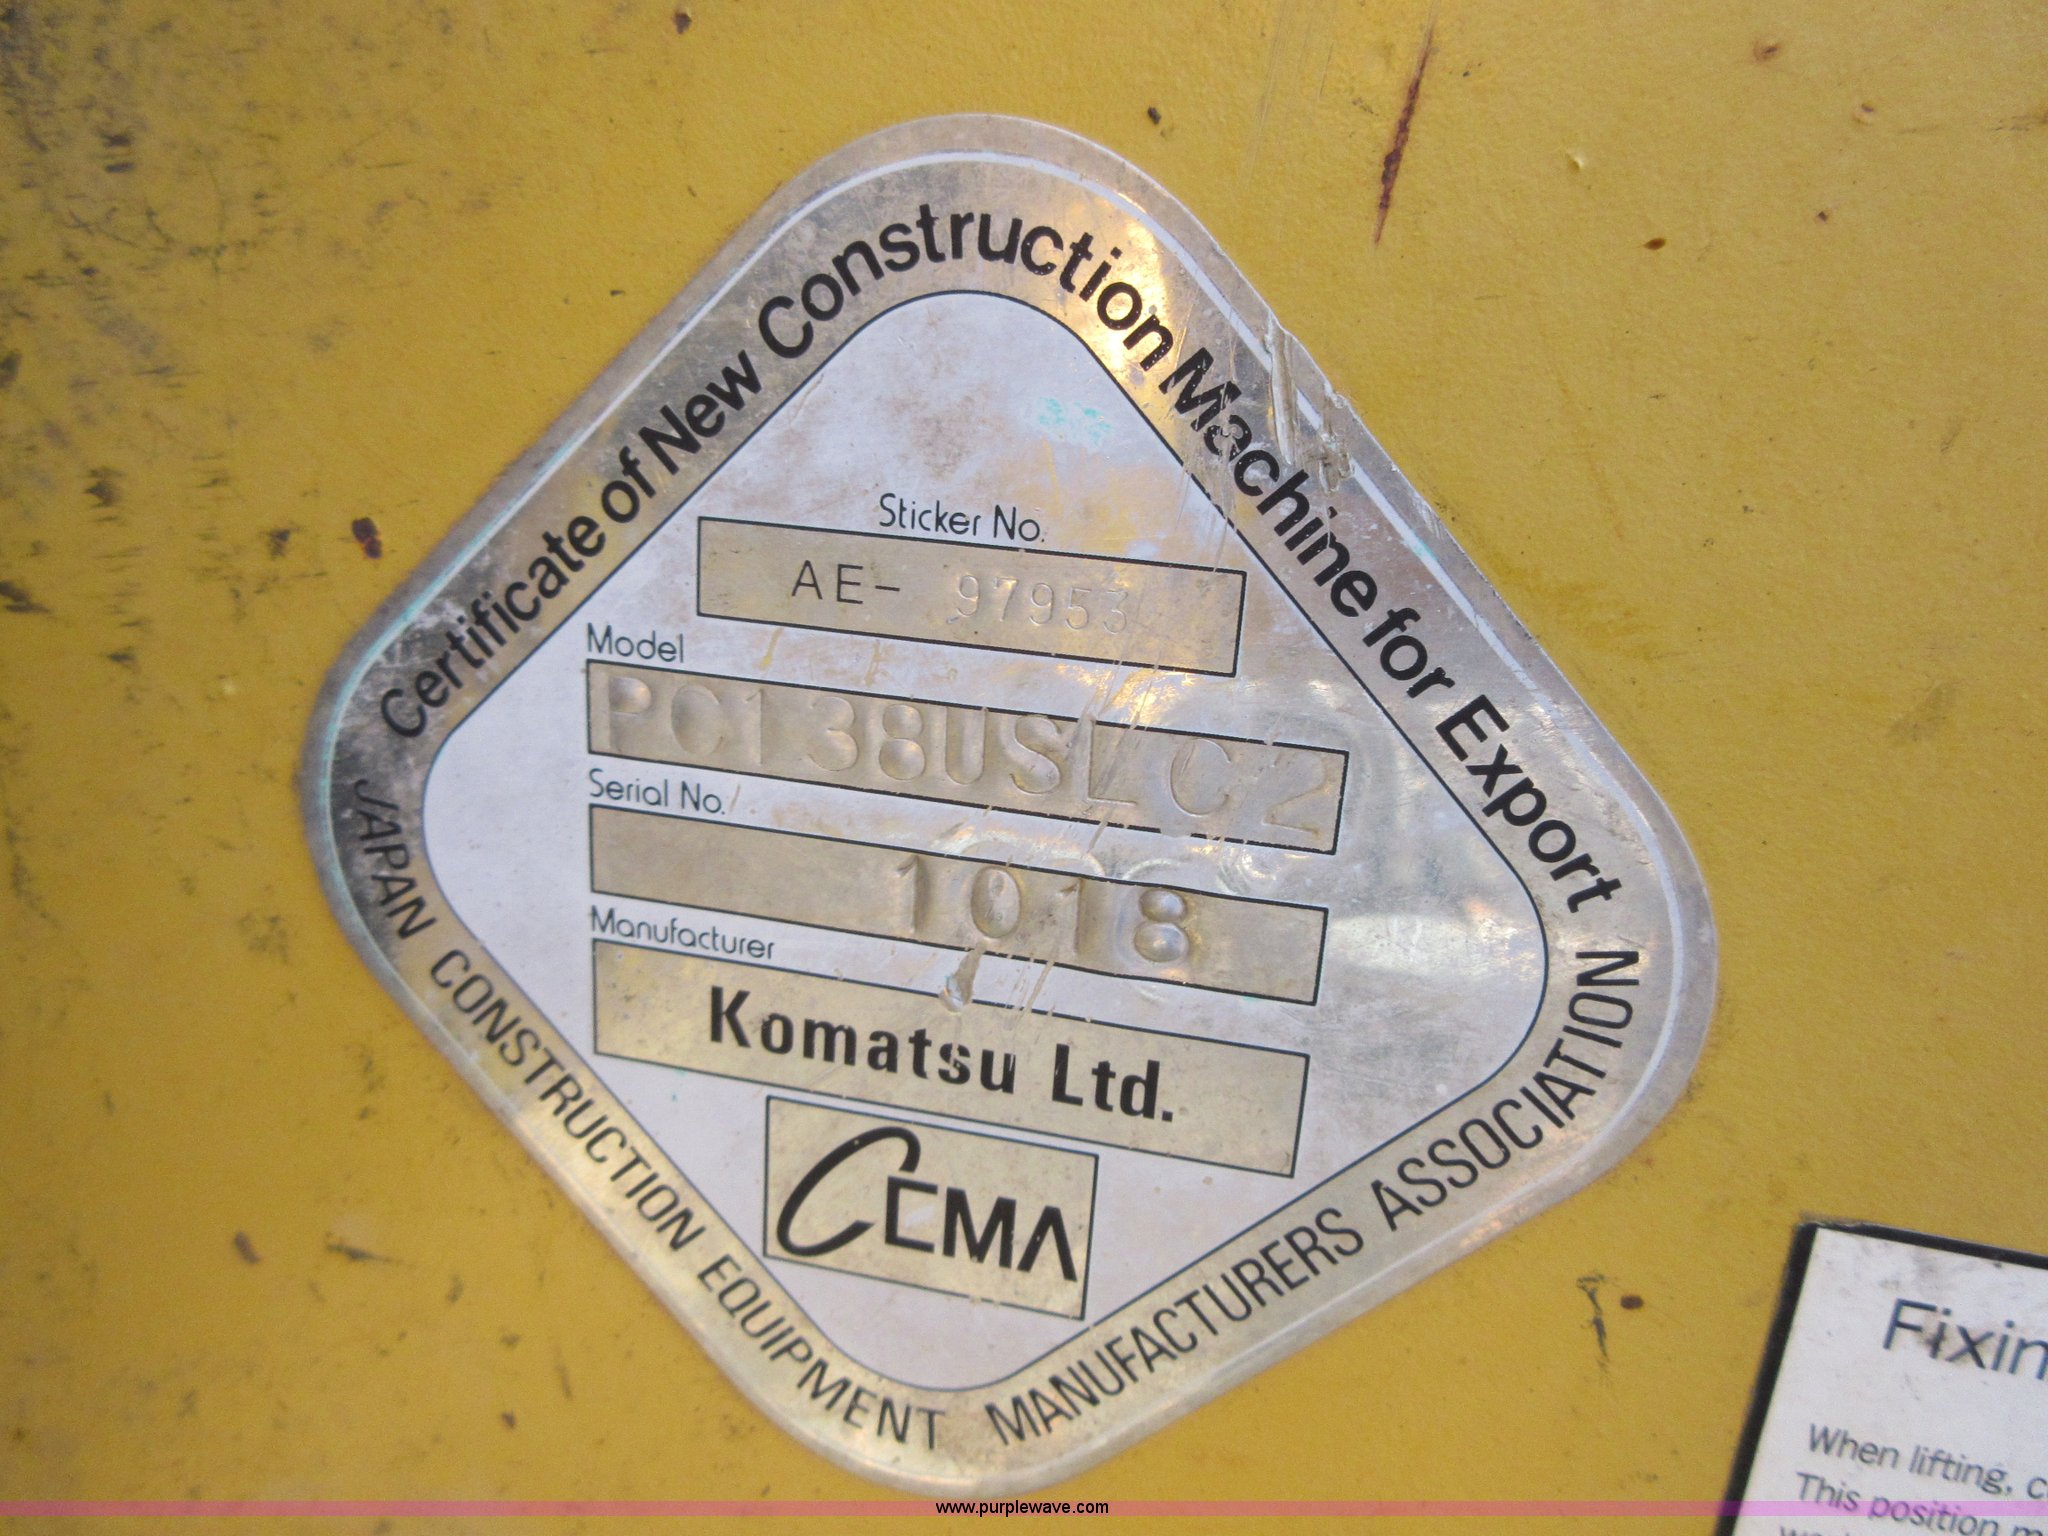 Certificate of New Construction Machine for Export
Sticker No.
AE- 97953
Model
PC138USLC2
Serial No.
1018
Manufacturer
Komatsu Ltd.
CEMA
JAPAN CONSTRUCTION EQUIPMENT MANUFACTURERS ASSOCIATION
Fixin
When lifting, c
This position m
www.purplewave.com